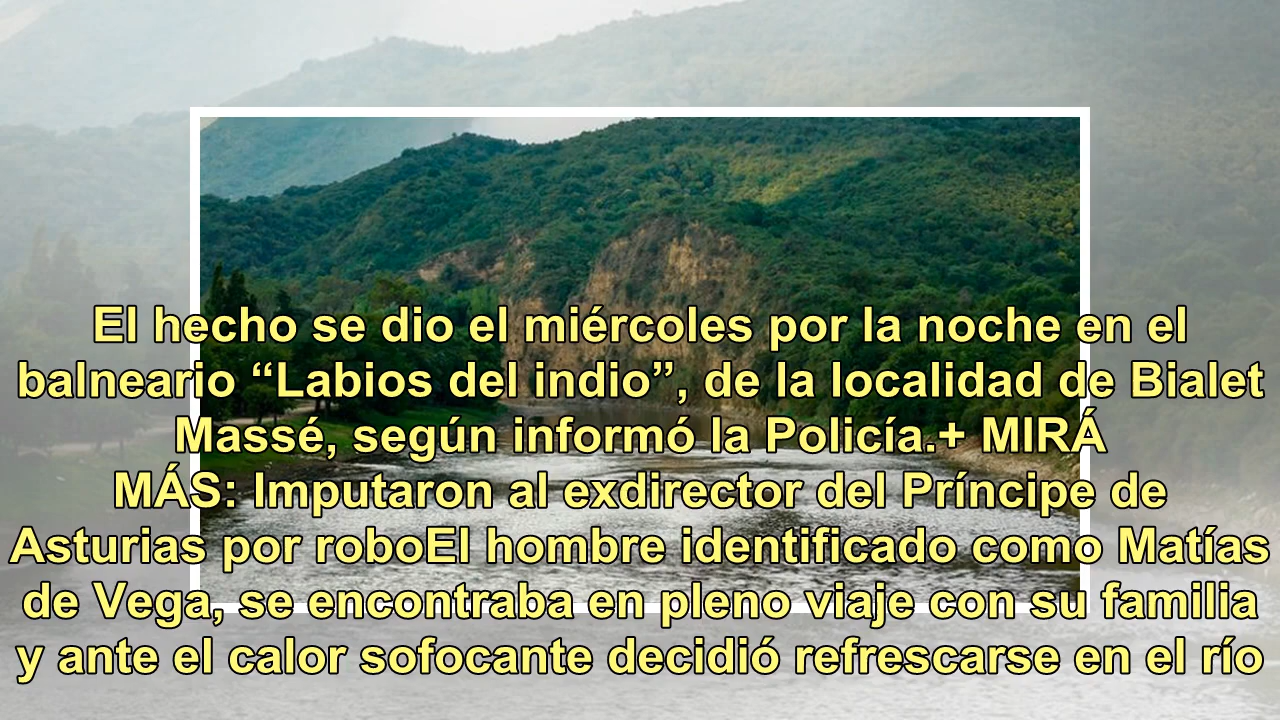 El hecho se dio el miércoles por la noche en el
balneario “Labios del indio”, de la localidad de Bialet
Massé, según informó la Policía.+ MIRÁ
MÁS: Imputaron al exdirector del Príncipe de
Asturias por roboEl hombre identificado como Matías
de Vega, se encontraba en pleno viaje con su familia
y ante el calor sofocante decidió refrescarse en el río